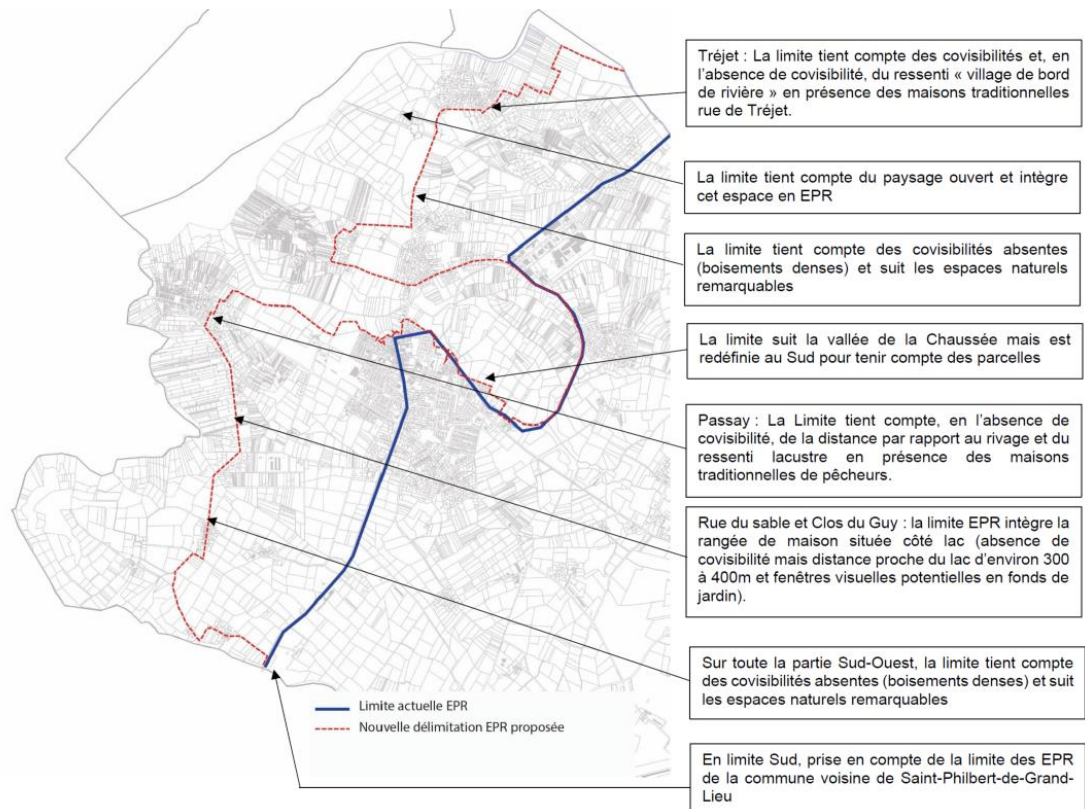 Tréjet : La limite tient compte des covisibilités et, en
l'absence de covisibilité, du ressenti « village de bord
de rivière » en présence des maisons traditionnelles
rue de Tréjet.
La limite tient compte du paysage ouvert et intègre
cet espace en EPR
La limite tient compte des covisibilités absentes
(boisements denses) et suit les espaces naturels
remarquables
La limite suit la vallée de la Chaussée mais est
redéfinie au Sud pour tenir compte des parcelles
Passay : La Limite tient compte, en l'absence de
covisibilité, de la distance par rapport au rivage et du
ressenti lacustre en présence des maisons
traditionnelles de pêcheurs.
Rue du sable et Clos du Guy : la limite EPR intègre la
rangée de maison située côté lac (absence de
covisibilité mais distance proche du lac d'environ 300
à 400m et fenêtres visuelles potentielles en fonds de
jardin).
Sur toute la partie Sud-Ouest, la limite tient compte
des covisibilités absentes (boisements denses) et suit
les espaces naturels remarquables
Limite actuelle EPR
Nouvelle délimitation EPR proposée
En limite Sud, prise en compte de la limite des EPR
de la commune voisine de Saint-Philbert-de-Grand-
Lieu